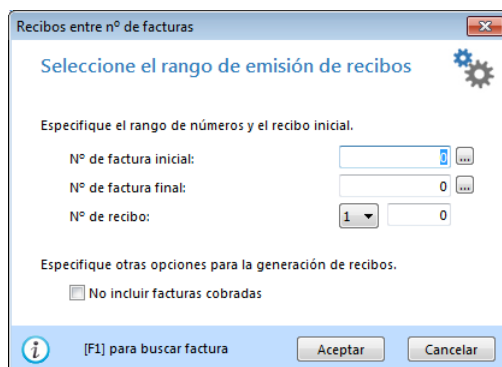 Recibos entre nº de facturas
Seleccione el rango de emisión de recibos
Especifique el rango de números y el recibo inicial.
Nº de factura inicial: 0 ...
Nº de factura final: 0 ...
Nº de recibo: 1 0
Especifique otras opciones para la generación de recibos.
No incluir facturas cobradas
[F1] para buscar factura Aceptar Cancelar